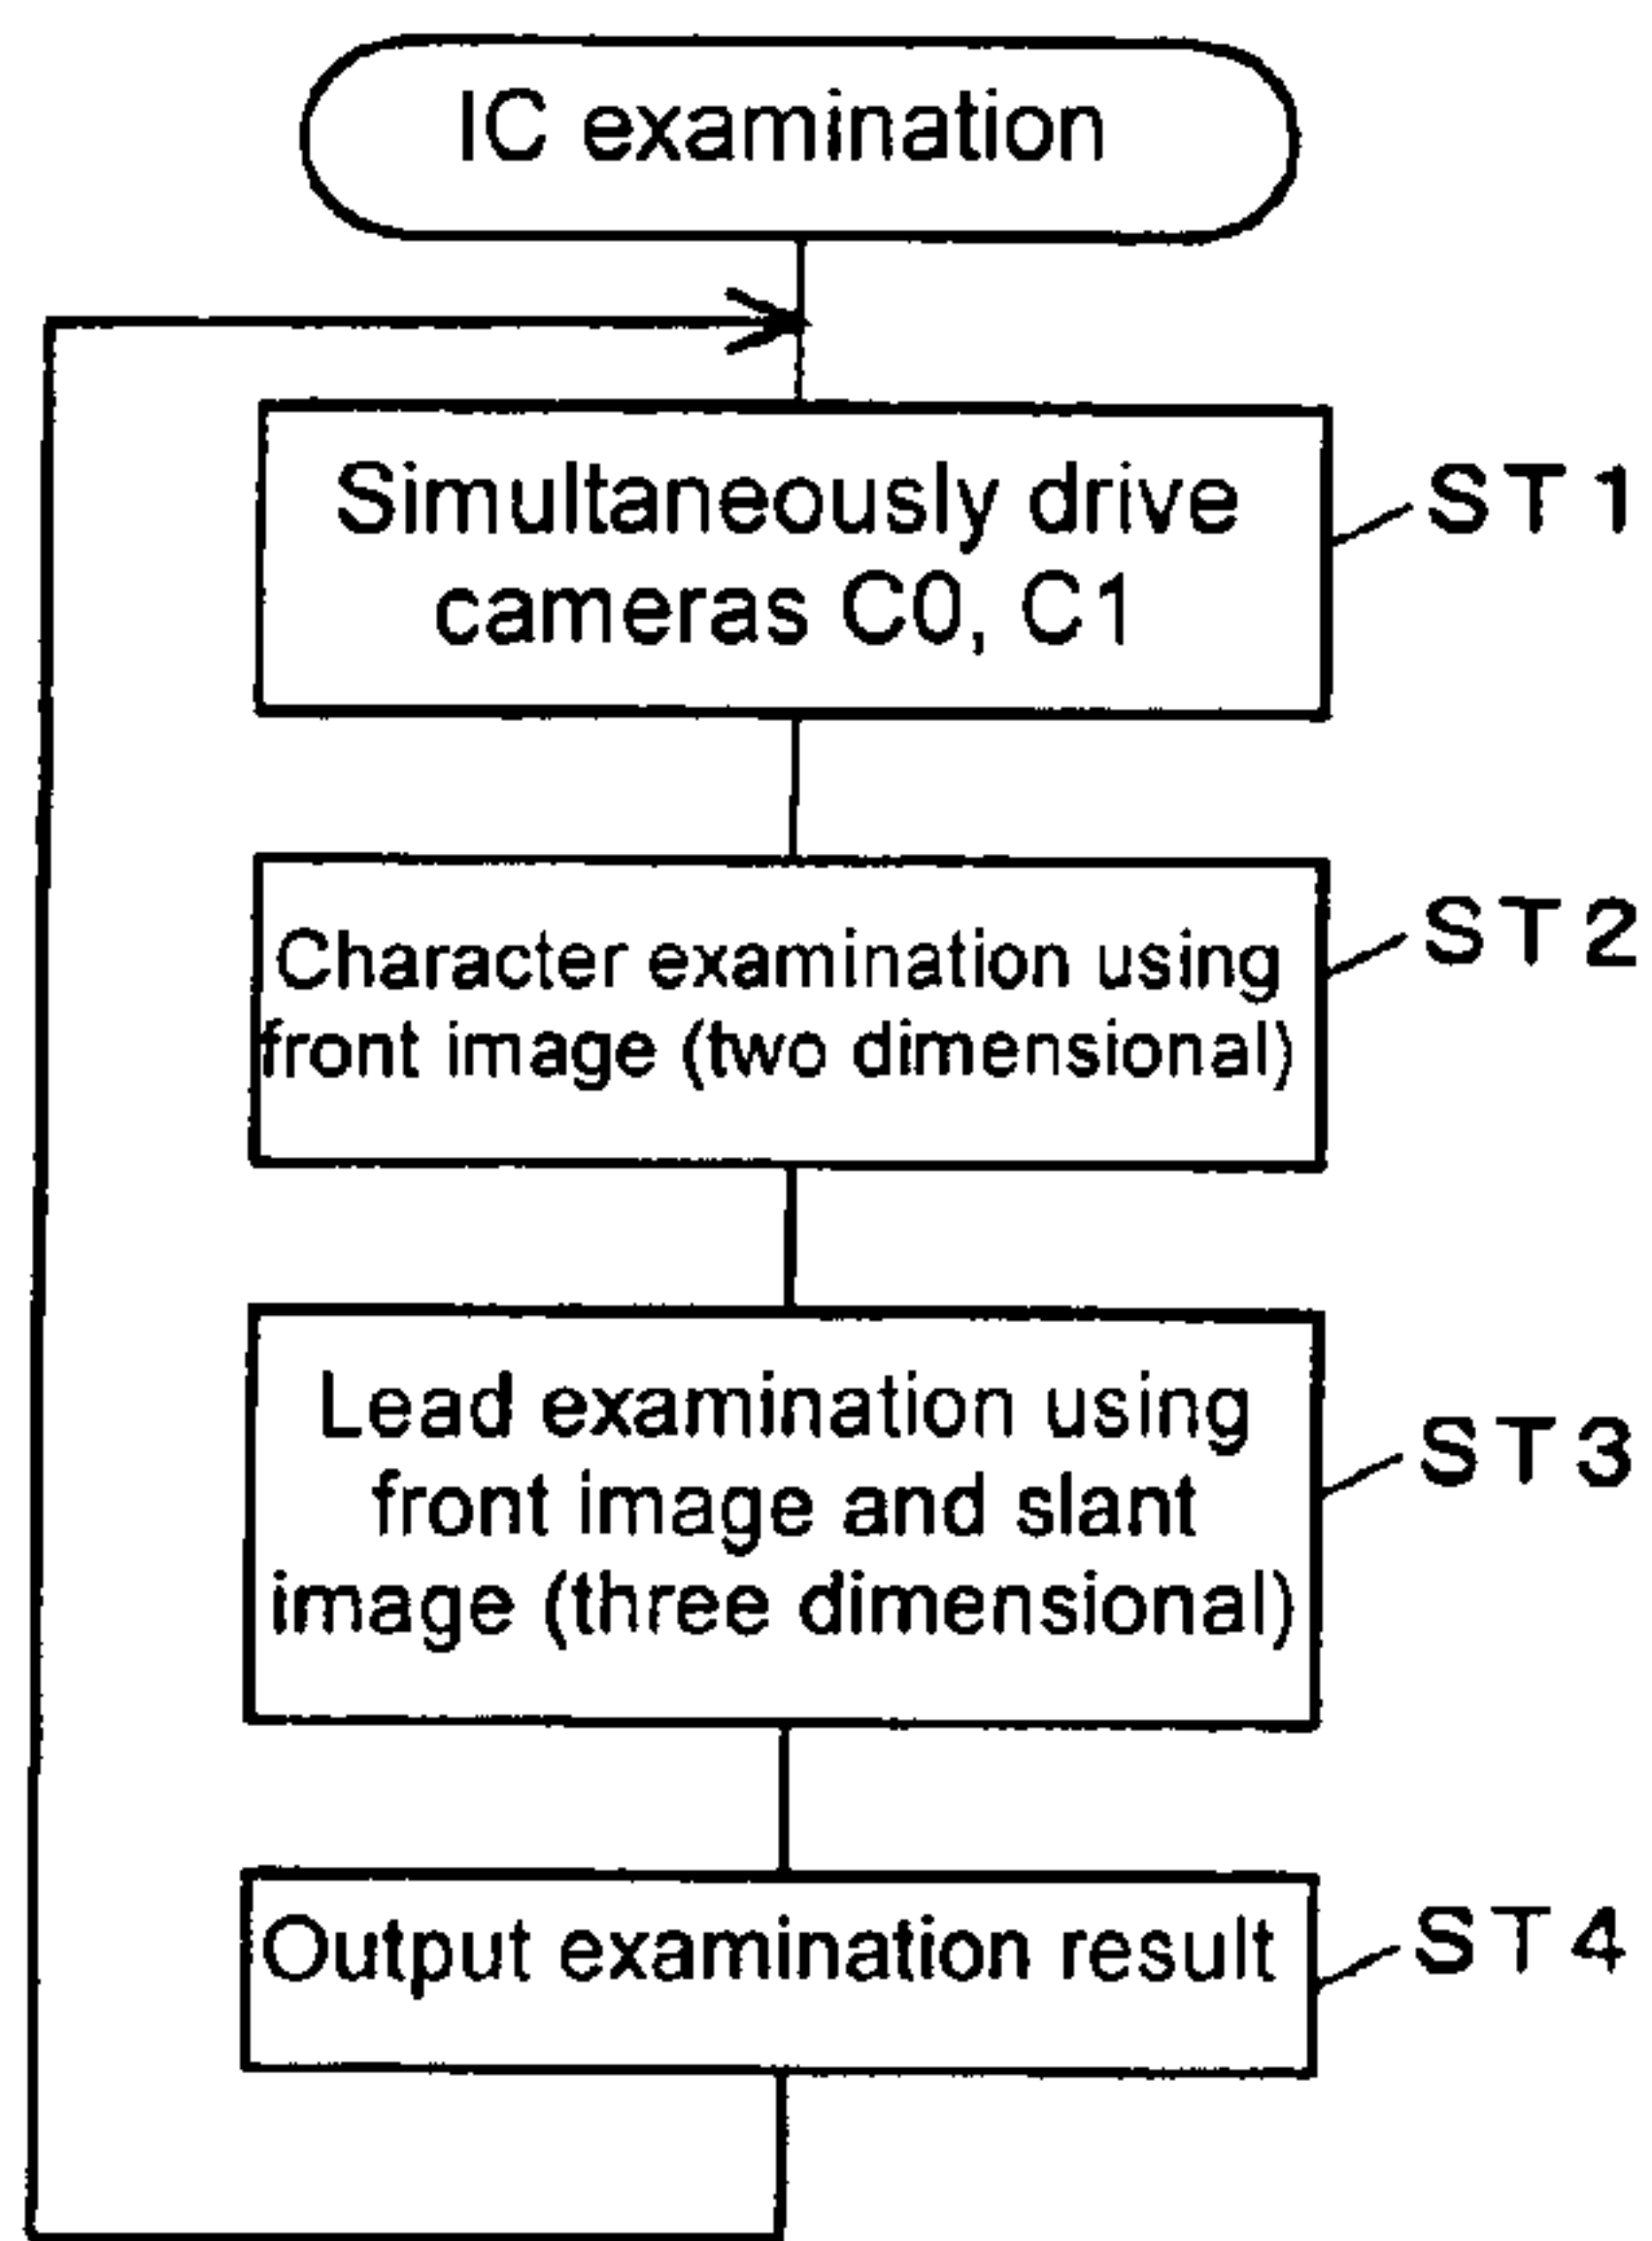 IC examination
Simultaneously drive
cameras C0, C1
ST1
Character examination using
front image (two dimensional)
ST2
Lead examination using
front image and slant
image (three dimensional)
ST3
Output examination result
ST4